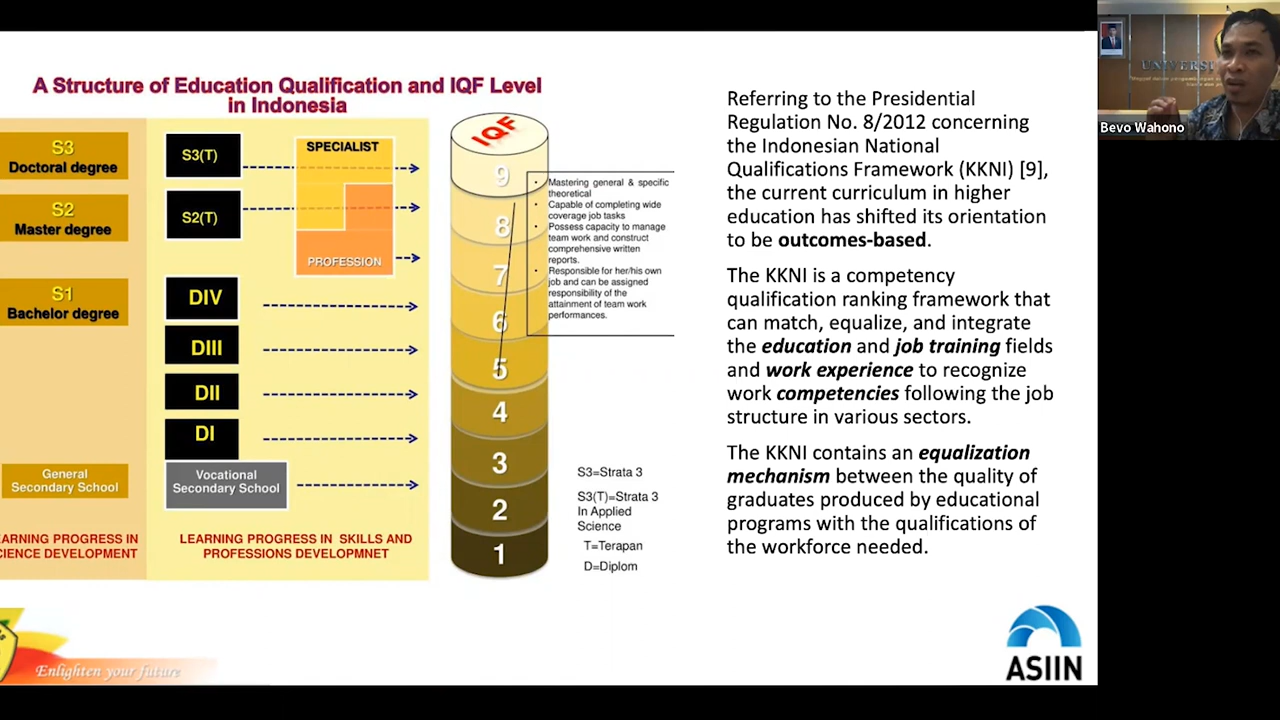 A Structure of Education Qualification and IQF Level
in Indonesia
S3
Doctoral degree
S2
Master degree
S1
Bachelor degree
General
Secondary School
ARNING PROGRESS IN
CIENCE DEVELOPMENT
S3(T)
S2(T)
DIV
DIII
DII
DI
Vocational
Secondary School
SPECIALIST
PROFESSION
LEARNING PROGRESS IN SKILLS AND
PROFESSIONS DEVELOPMNET
IQF
9
8
7
6
5
4
3
2
1
• Mastering general & specific
theoretical
• Capable of completing wide
coverage job tasks
• Possess capacity to manage
team work and construct
comprehensive written
reports.
• Responsible for her/his own
job and can be assigned
responsibility of the
attainment of team work
performances.
S3=Strata 3
S3(T)=Strata 3
In Applied
Science
T=Terapan
D=Diplom
Referring to the Presidential
Regulation No. 8/2012 concerning
the Indonesian National
Qualifications Framework (KKNI) [9],
the current curriculum in higher
education has shifted its orientation
to be outcomes-based.
The KKNI is a competency
qualification ranking framework that
can match, equalize, and integrate
the education and job training fields
and work experience to recognize
work competencies following the job
structure in various sectors.
The KKNI contains an equalization
mechanism between the quality of
graduates produced by educational
programs with the qualifications of
the workforce needed.
Enlighten your future
ASIIN
UNIVERS
Bevo Wahono